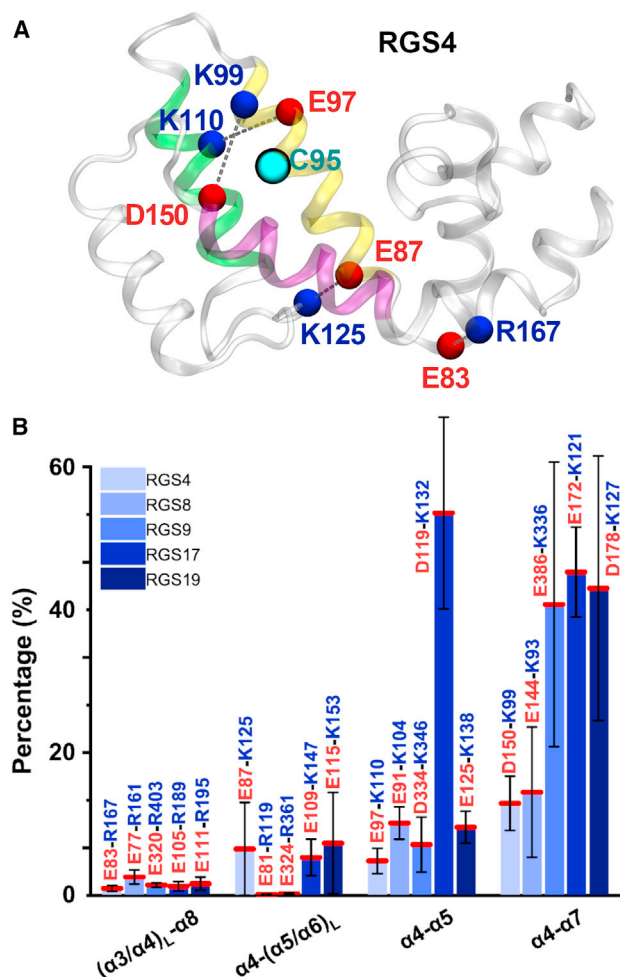 A
RGS4
K99
E97
K110
C95
D150
E87
K125
R167
E83
B
Percentage (%)
60
40
20
0
RGS4
RGS8
RGS9
RGS17
RGS19
E83-R167
E77-R161
E320-R403
E105-R189
E111-R195
E87-K125
E81-R119
E324-R361
E109-K147
E115-K153
E97-K110
E91-K104
D334-K346
D119-K132
E125-K138
D150-K99
E144-K93
E386-K336
E172-K121
D178-K127
(α3/α4)L-α8
α4-(α5/α6)L
α4-α5
α4-α7